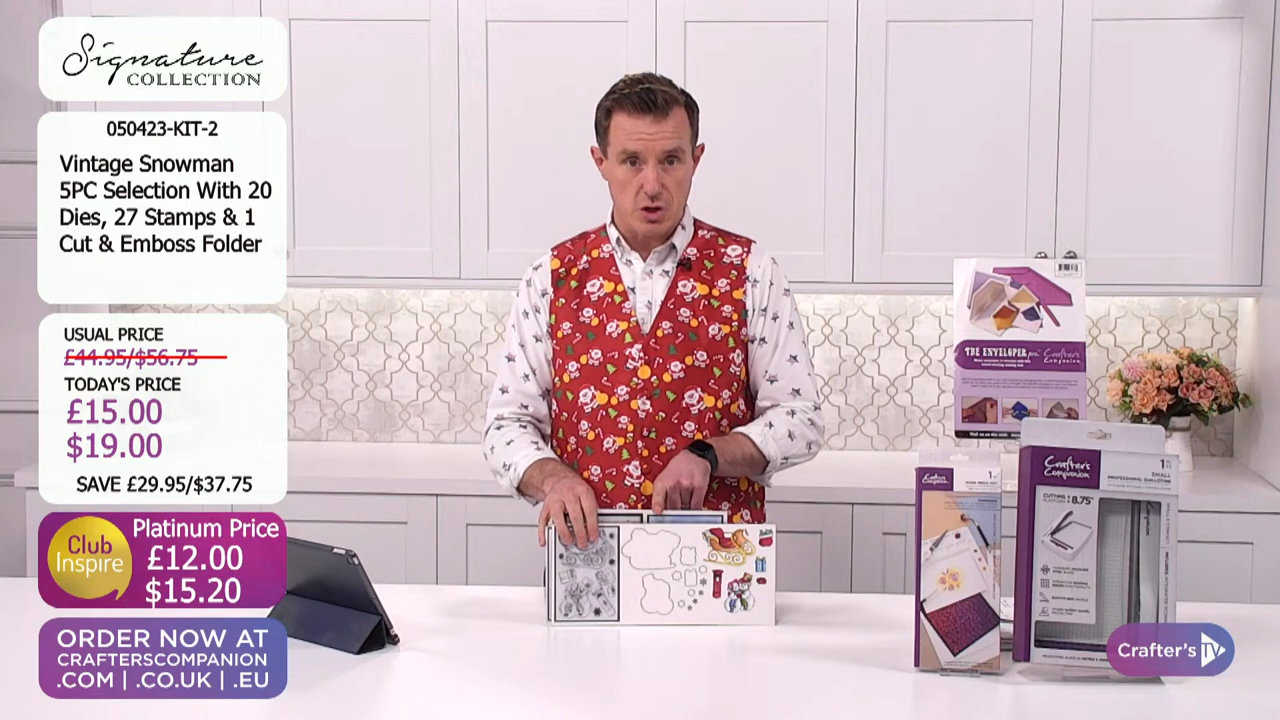 Signature
COLLECTION
050423-KIT-2
Vintage Snowman
5PC Selection With 20
Dies, 27 Stamps & 1
Cut & Emboss Folder
USUAL PRICE
£44.95/$56.75
TODAY'S PRICE
£15.00
$19.00
SAVE £29.95/$37.75
Club
Inspire
Platinum Price
£12.00
$15.20
ORDER NOW AT
CRAFTERSCOMPANION
.COM | .CO.UK | .EU
THE ENVELOPER pro
Crafter's
Companion
Crafter's
Companion
1
SMALL
PROFESSIONAL GUILLOTINE
CUTTING
PLATFORM
8.75"
Crafter's TV